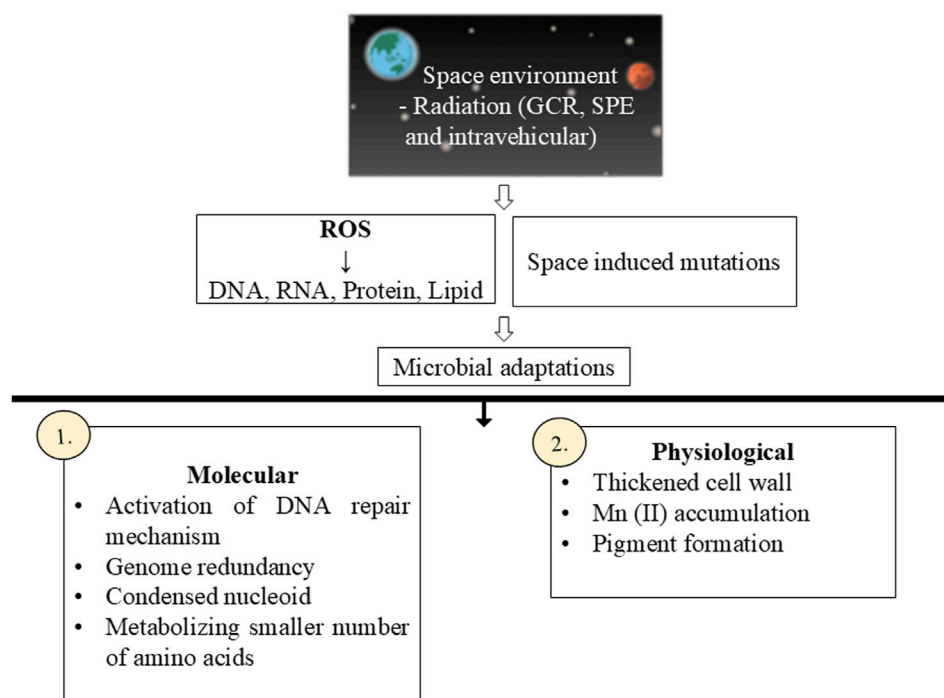 Space environment
- Radiation (GCR, SPE
and intravehicular)
ROS
↓
DNA, RNA, Protein, Lipid
Space induced mutations
Microbial adaptations
1.
Molecular
• Activation of DNA repair
mechanism
• Genome redundancy
• Condensed nucleoid
• Metabolizing smaller number
of amino acids
2.
Physiological
• Thickened cell wall
• Mn (II) accumulation
• Pigment formation